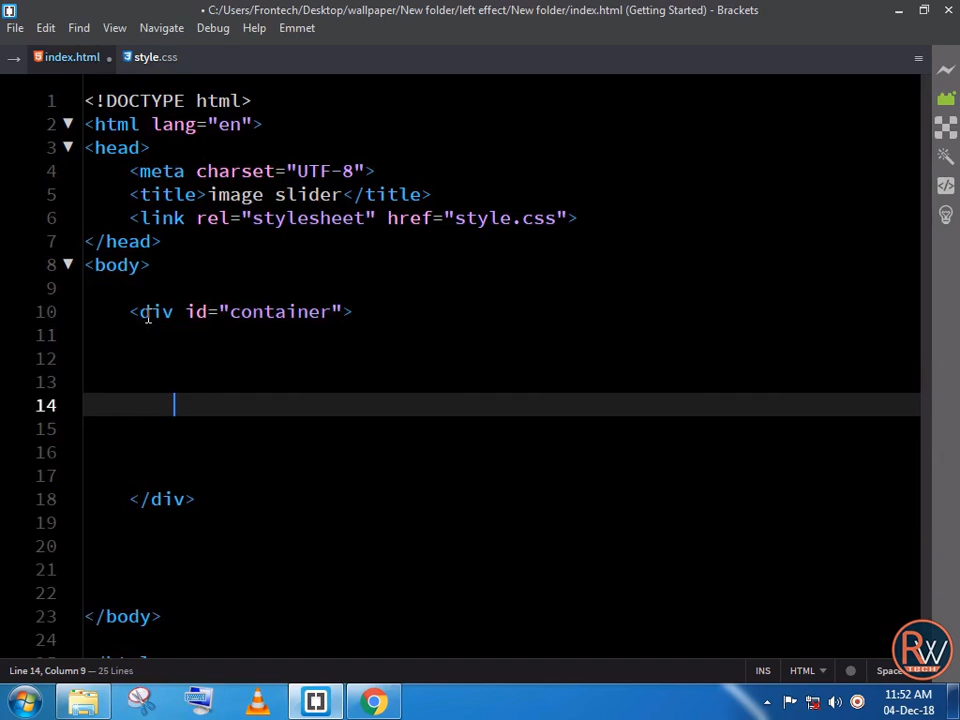 • C:/Users/Frontech/Desktop/wallpaper/New folder/left effect/New folder/index.html (Getting Started) - Brackets
File Edit Find View Navigate Debug Help Emmet
index.html • style.css
1 <!DOCTYPE html>
2 <html lang="en">
3 <head>
4 <meta charset="UTF-8">
5 <title>image slider</title>
6 <link rel="stylesheet" href="style.css">
7 </head>
8 <body>
9
10 <div id="container">
11
12
13
14
15
16
17
18 </div>
19
20
21
22
23 </body>
24
Line 14, Column 9 — 25 Lines INS HTML Spac
RW
TECH
11:52 AM
04-Dec-18